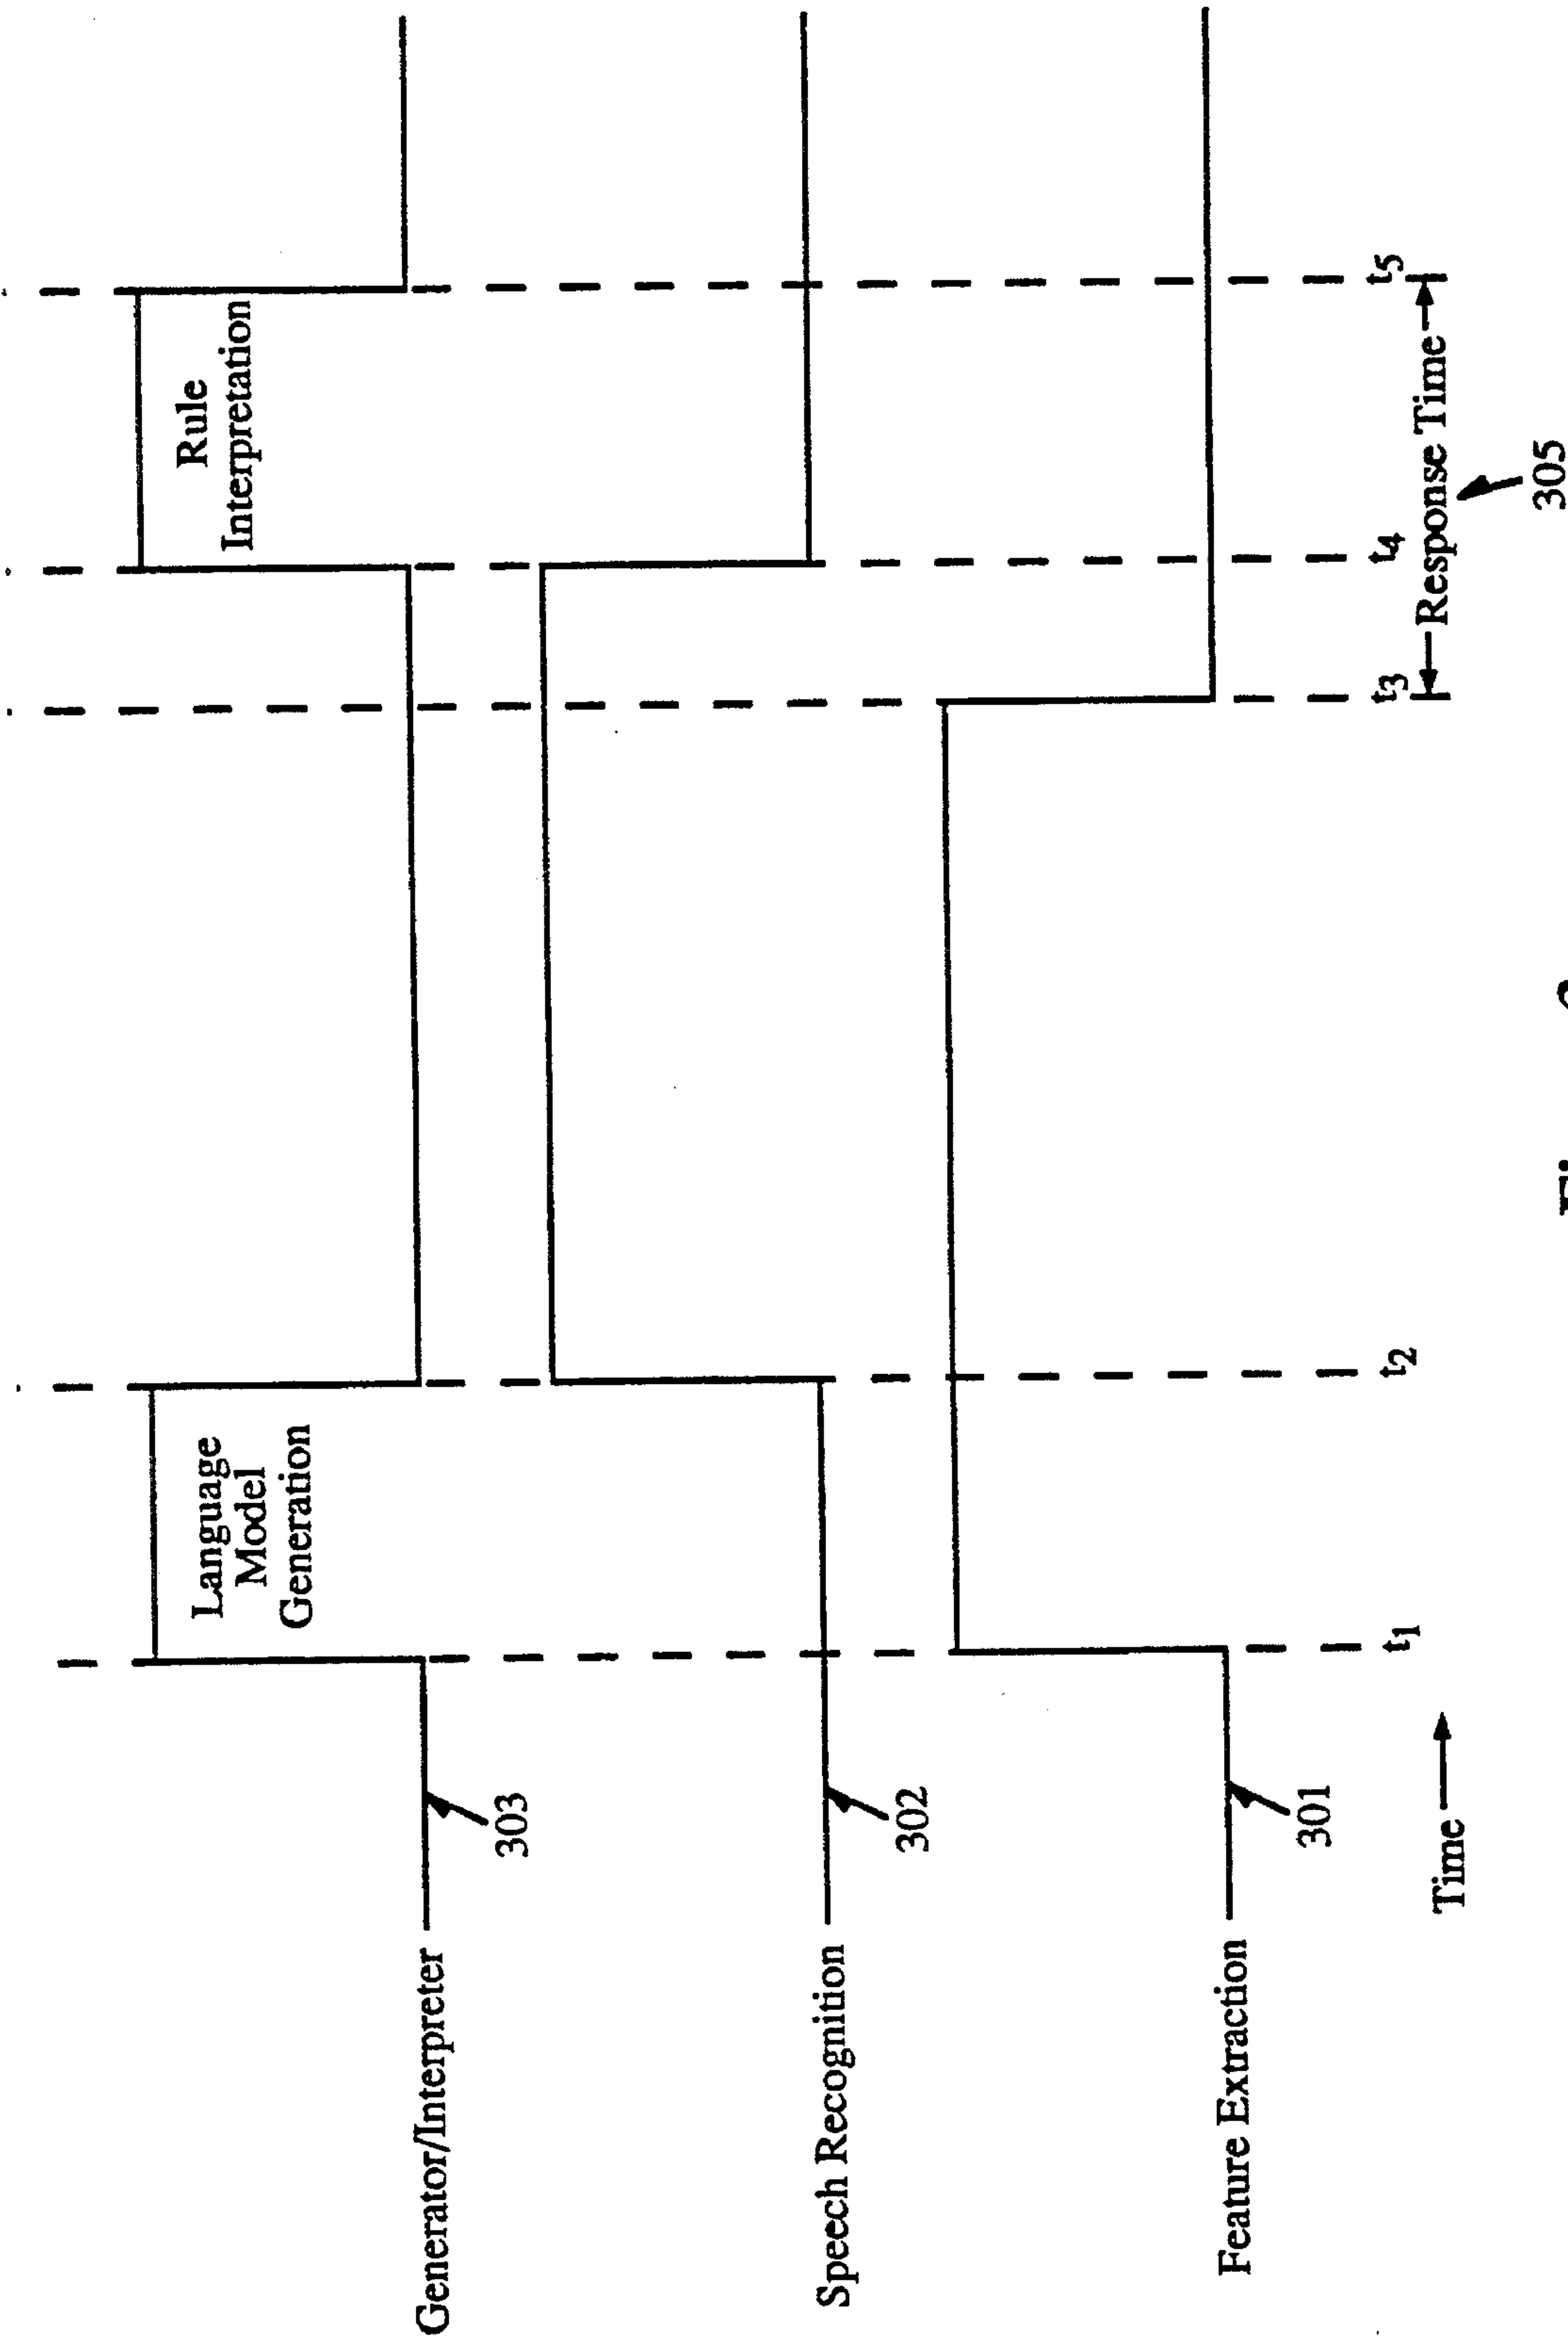 Language
Model
Generation
Rule
Interpretation
Generator/Interpreter
303
Speech Recognition
302
Feature Extraction
301
t1
t2
t3
t4
t5
Time
Response Time
305